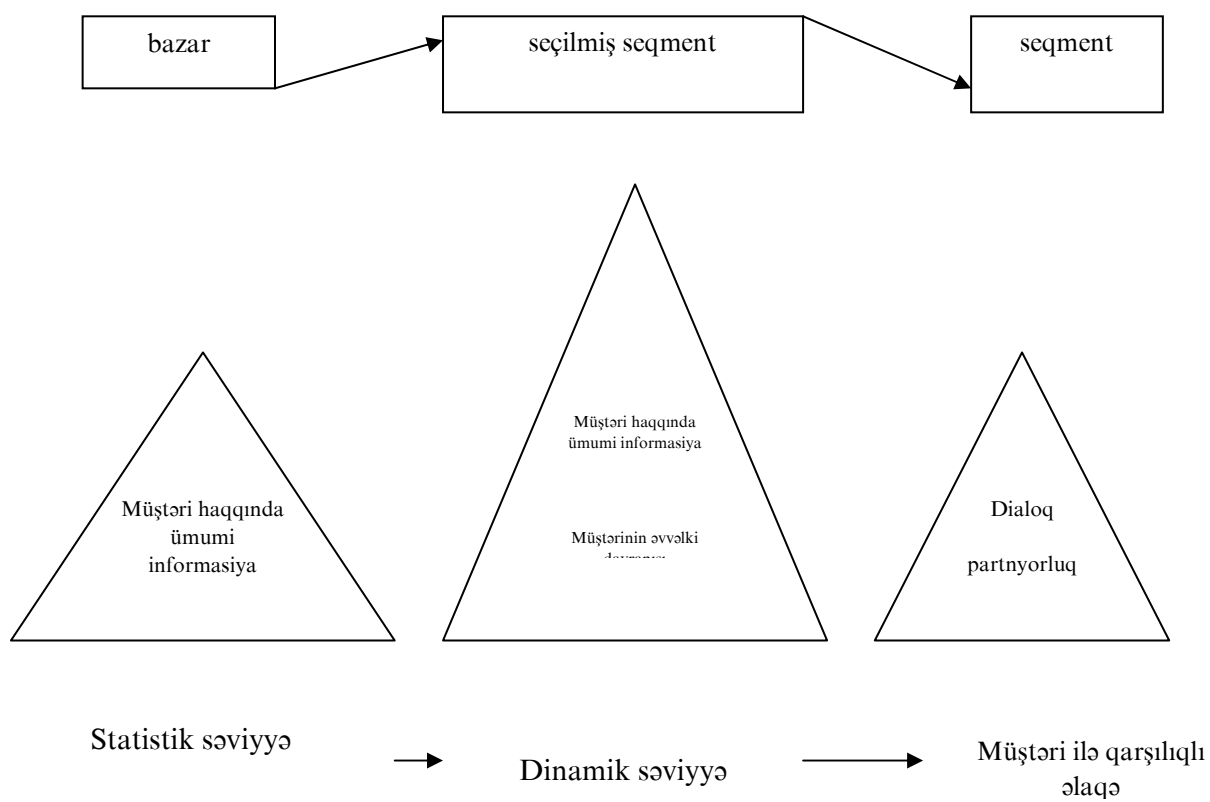 bazar
seçilmiş seqment
seqment
Müştəri haqqında
ümumi informasiya
Müştəri haqqında
ümumi
informasiya
Müştərinin əvvəlki
Dialoq
partnyorluq
Statistik səviyyə
Dinamik səviyyə
Müştəri ilə qarşılıqlı
əlaqə